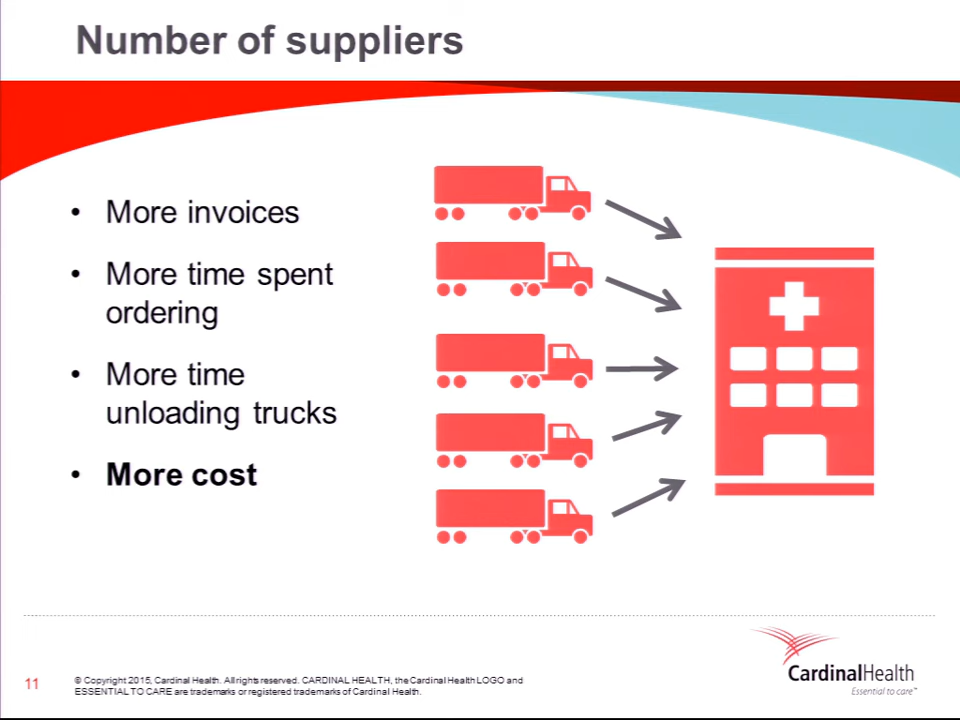 Number of suppliers
• More invoices
• More time spent
ordering
• More time
unloading trucks
• More cost
11
© Copyright 2015, Cardinal Health. All rights reserved. CARDINAL HEALTH, the Cardinal Health LOGO and
ESSENTIAL TO CARE are trademarks or registered trademarks of Cardinal Health.
CardinalHealth
Essential to care™